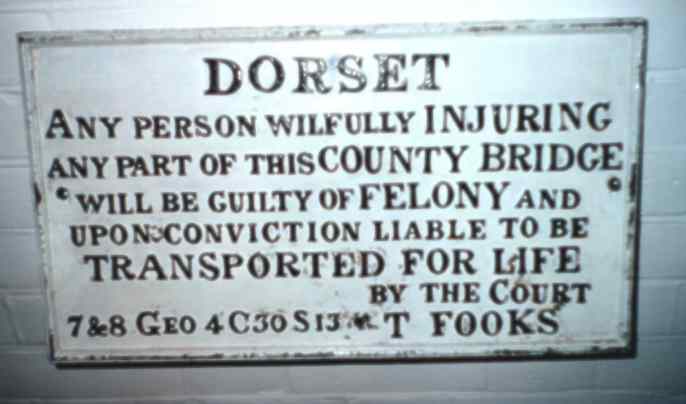 DORSET
ANY PERSON WILFULLY INJURING
ANY PART OF THIS COUNTY BRIDGE
WILL BE GUILTY OF FELONY AND
UPON CONVICTION LIABLE TO BE
TRANSPORTED FOR LIFE
BY THE COURT
7&8 GEO 4 C30 S13 T FOOKS